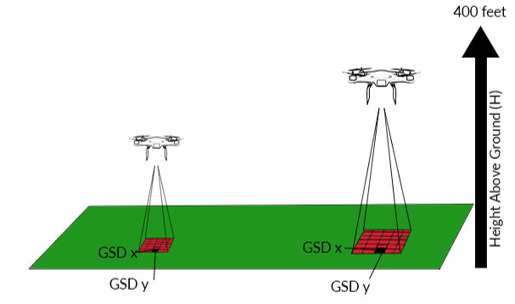 400 feet
Height Above Ground (H)
GSD x
GSD y
GSD x
GSD y